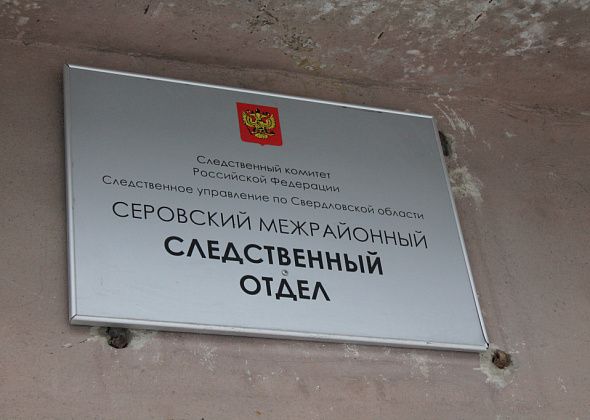 Следственный комитет
Российской Федерации
Следственное управление по Свердловской области
СЕРОВСКИЙ МЕЖРАЙОННЫЙ
СЛЕДСТВЕННЫЙ
ОТДЕЛ